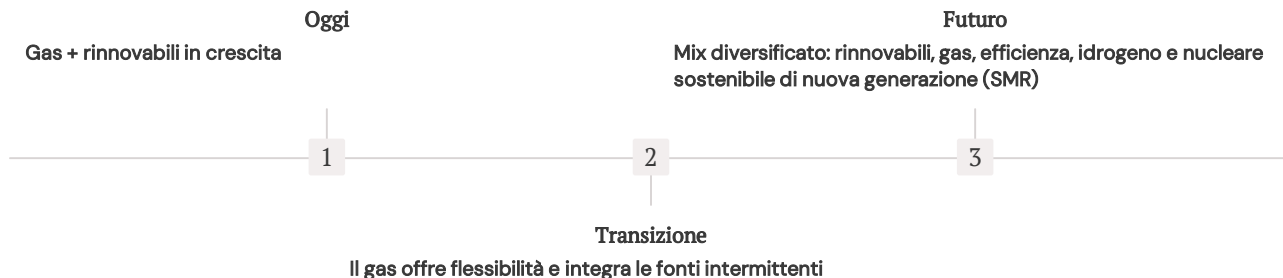 Oggi
Gas + rinnovabili in crescita
Futuro
Mix diversificato: rinnovabili, gas, efficienza, idrogeno e nucleare
sostenibile di nuova generazione (SMR)
1
2
3
Transizione
Il gas offre flessibilità e integra le fonti intermittenti